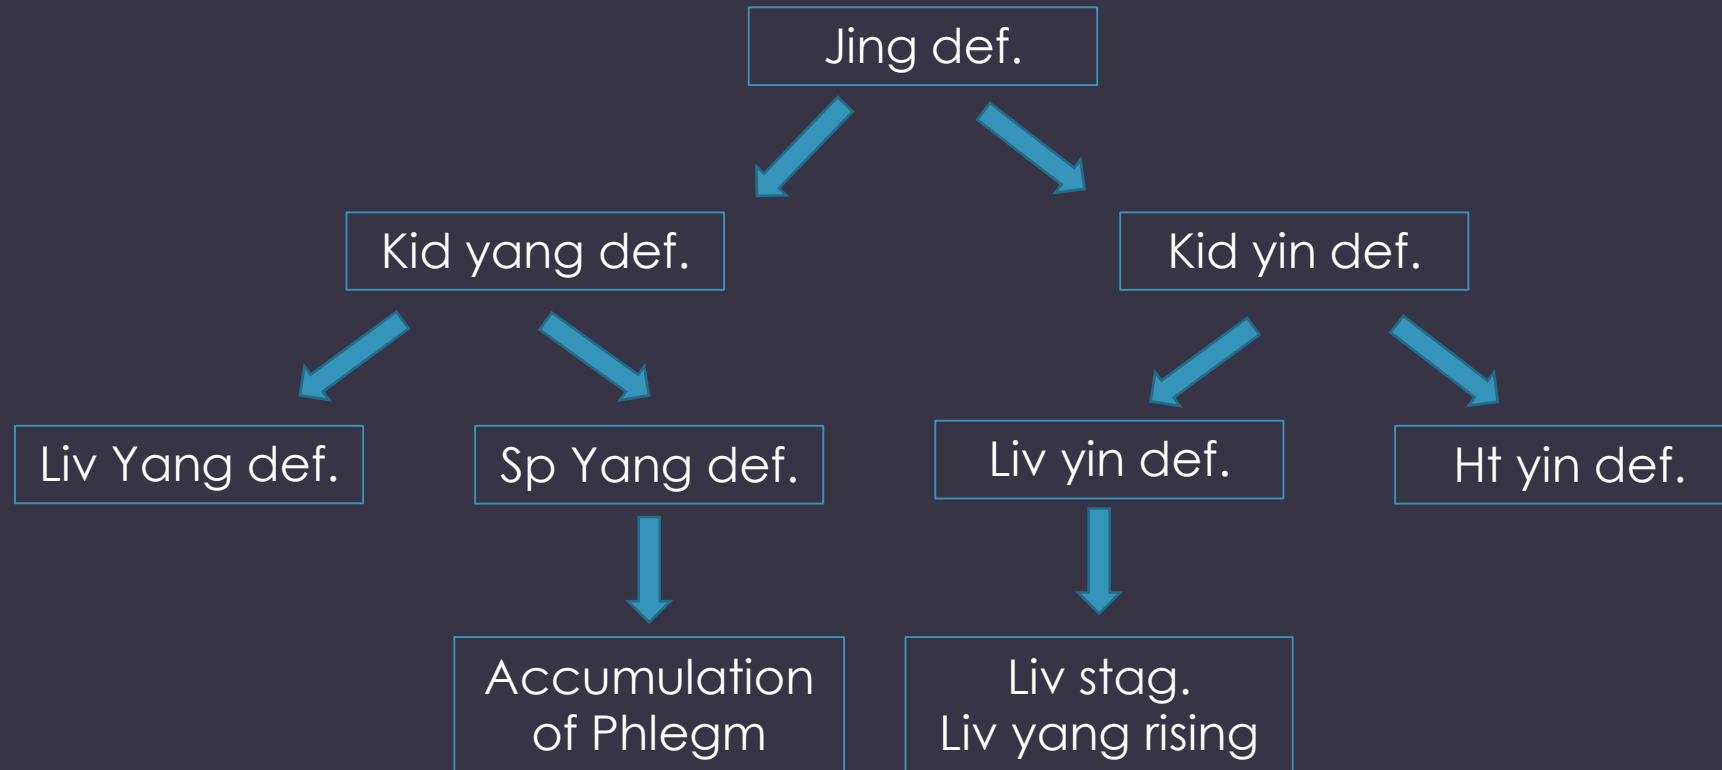 Jing def.
Kid yang def.
Kid yin def.
Liv Yang def.
Sp Yang def.
Liv yin def.
Ht yin def.
Accumulation
of Phlegm
Liv stag.
Liv yang rising